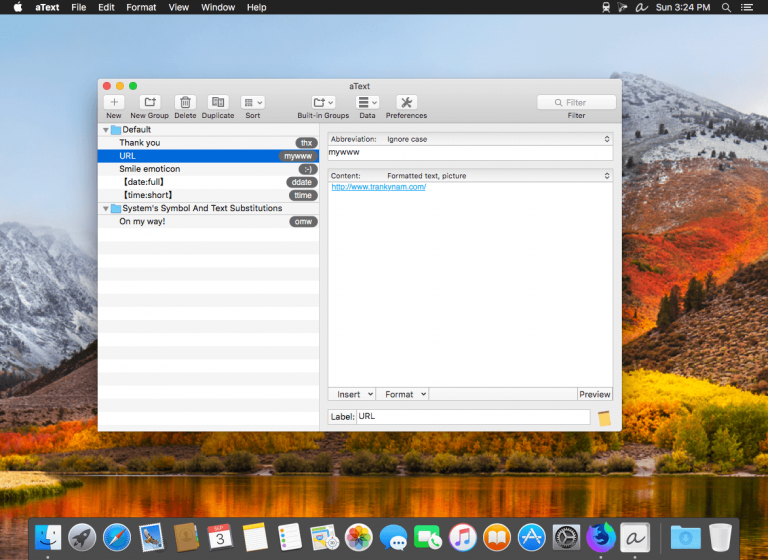 aText File Edit Format View Window Help Sun 3:24 PM
aText
New New Group Delete Duplicate Sort Built-in Groups Data Preferences Filter
Filter
Default
Thank you thx
URL mywww
Smile emoticon :-)
【date:full】 ddate
【time:short】 ttime
System's Symbol And Text Substitutions
On my way! omw
Abbreviation: Ignore case
mywww
Content: Formatted text, picture
http://www.trankynam.com/
Insert Format Preview
Label: URL
SEP
3
a